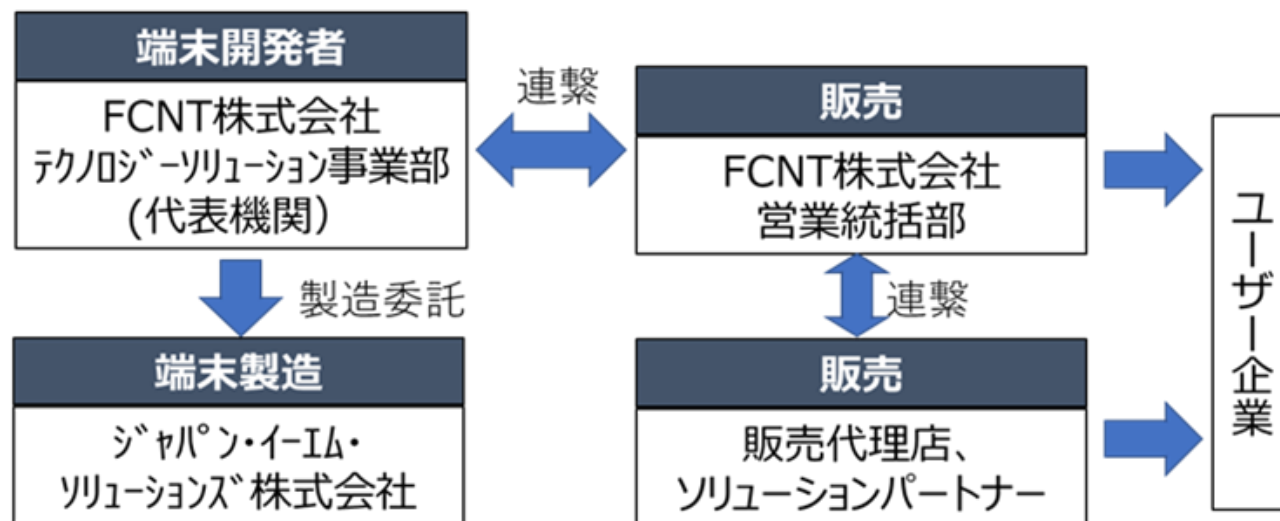 端末開発者
FCNT株式会社
ﾃｸﾉﾛｼﾞｰｿﾘｭｰｼｮﾝ事業部
(代表機関）
連繋
販売
FCNT株式会社
営業統括部
製造委託
連繋
端末製造
ｼﾞｬﾊﾟﾝ･ｲｰｴﾑ･
ｿﾘｭｰｼｮﾝｽﾞ株式会社
販売
販売代理店、
ソリューションパートナー
ユーザー企業